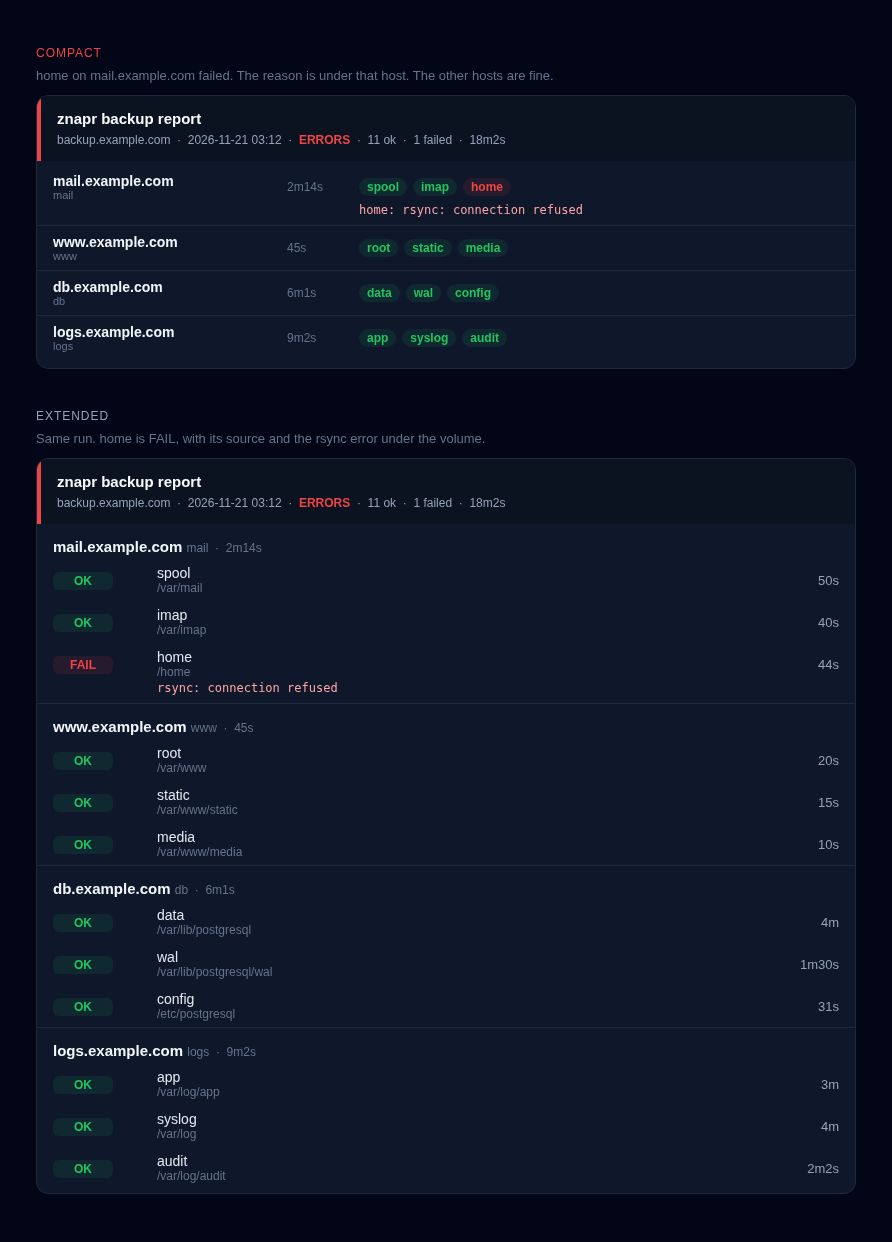 COMPACT
home on mail.example.com failed. The reason is under that host. The other hosts are fine.
znapr backup report
backup.example.com · 2026-11-21 03:12 · ERRORS · 11 ok · 1 failed · 18m2s
mail.example.com 2m14s spool imap home
mail
home: rsync: connection refused
www.example.com 45s root static media
www
db.example.com 6m1s data wal config
db
logs.example.com 9m2s app syslog audit
logs
EXTENDED
Same run. home is FAIL, with its source and the rsync error under the volume.
znapr backup report
backup.example.com · 2026-11-21 03:12 · ERRORS · 11 ok · 1 failed · 18m2s
mail.example.com mail · 2m14s
OK spool 50s
/var/mail
OK imap 40s
/var/imap
FAIL home 44s
/home
rsync: connection refused
www.example.com www · 45s
OK root 20s
/var/www
OK static 15s
/var/www/static
OK media 10s
/var/www/media
db.example.com db · 6m1s
OK data 4m
/var/lib/postgresql
OK wal 1m30s
/var/lib/postgresql/wal
OK config 31s
/etc/postgresql
logs.example.com logs · 9m2s
OK app 3m
/var/log/app
OK syslog 4m
/var/log
OK audit 2m2s
/var/log/audit